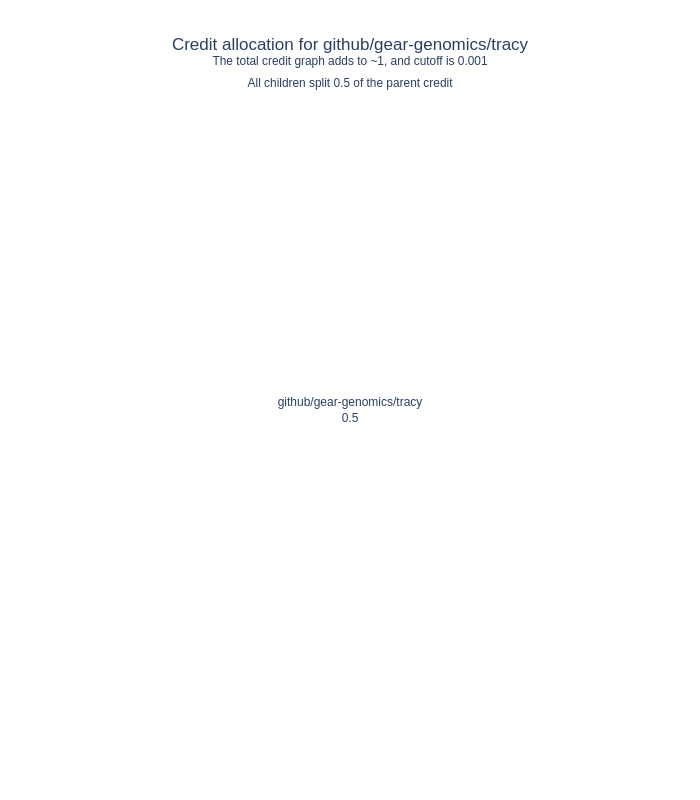 Credit allocation for github/gear-genomics/tracy
The total credit graph adds to ~1, and cutoff is 0.001
All children split 0.5 of the parent credit
github/gear-genomics/tracy
0.5